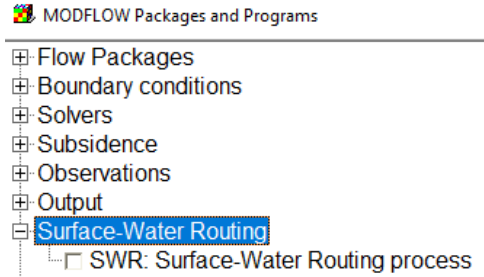 MODFLOW Packages and Programs
Flow Packages
Boundary conditions
Solvers
Subsidence
Observations
Output
Surface-Water Routing
SWR: Surface-Water Routing process